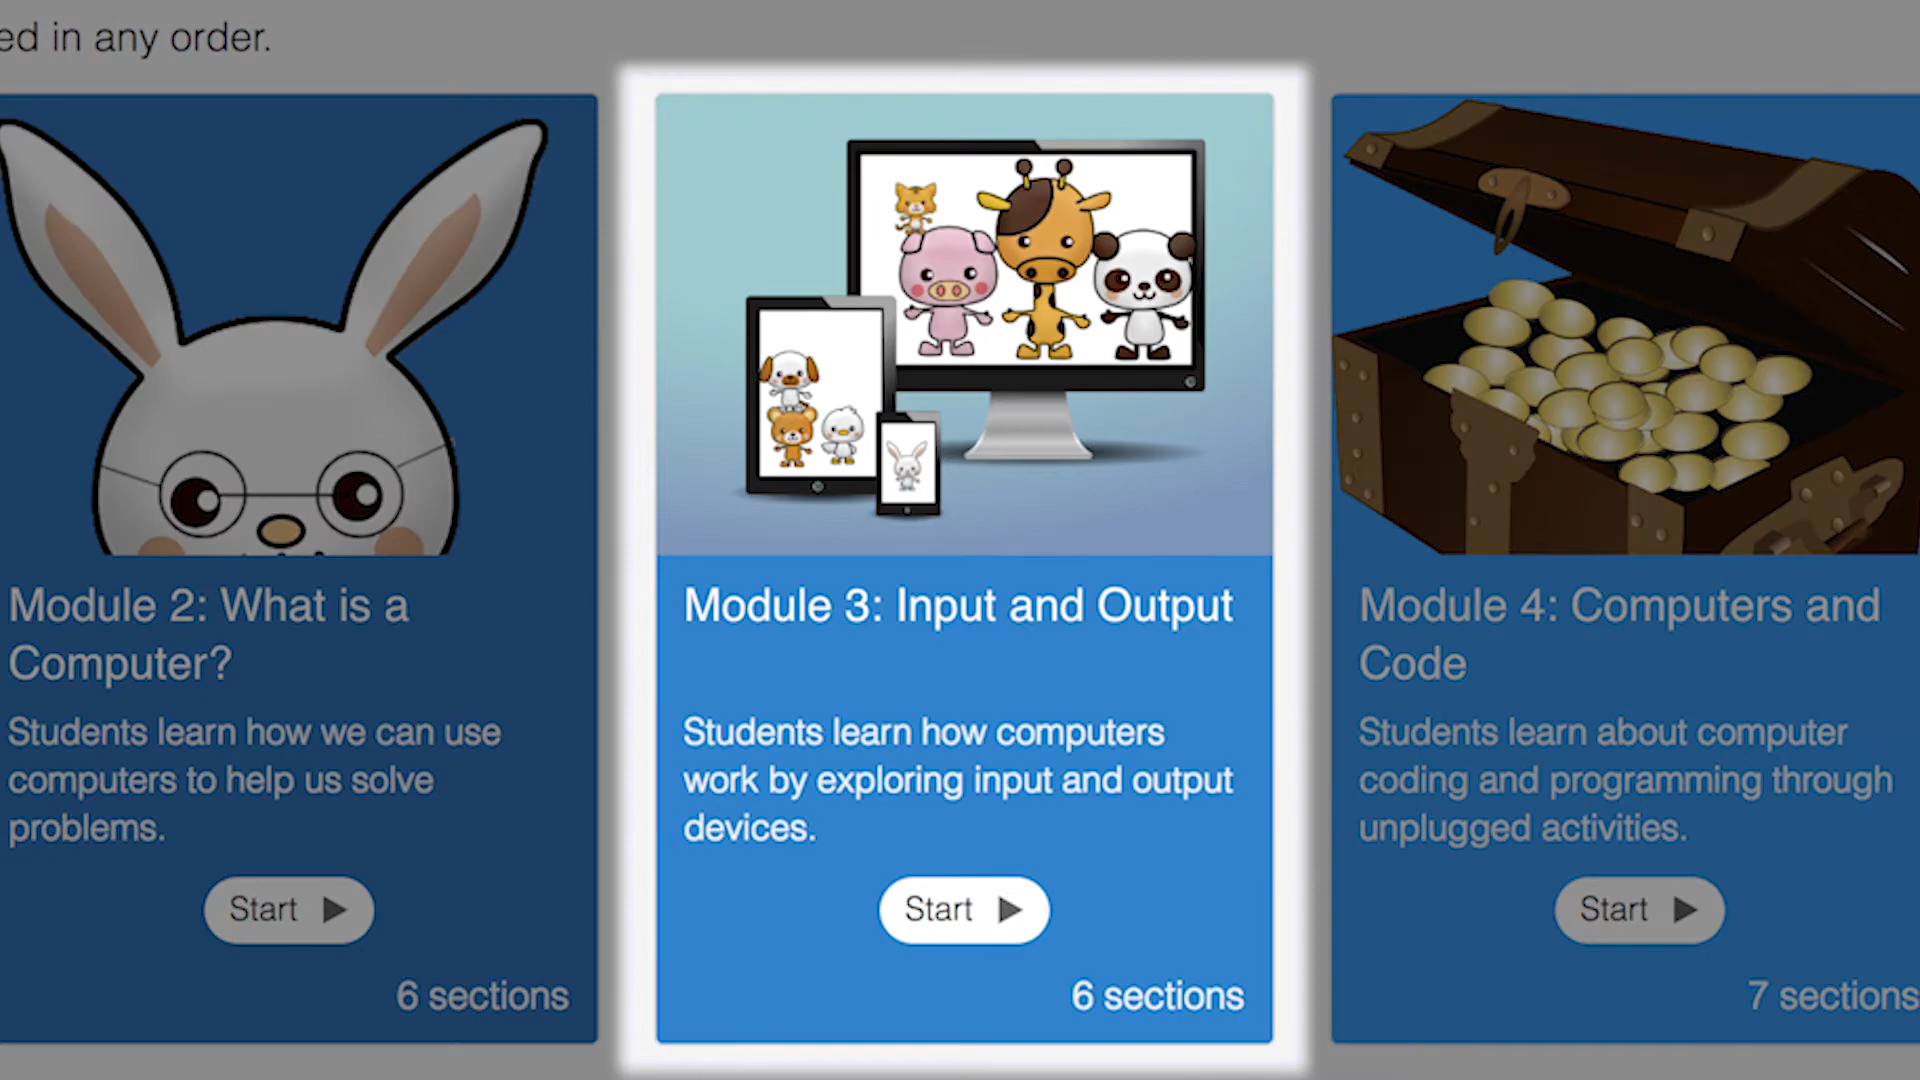 ed in any order.
Module 2: What is a
Computer?
Students learn how we can use
computers to help us solve
problems.
Start
6 sections
Module 3: Input and Output
Students learn how computers
work by exploring input and output
devices.
Start
6 sections
Module 4: Computers and
Code
Students learn about computer
coding and programming through
unplugged activities.
Start
7 sections